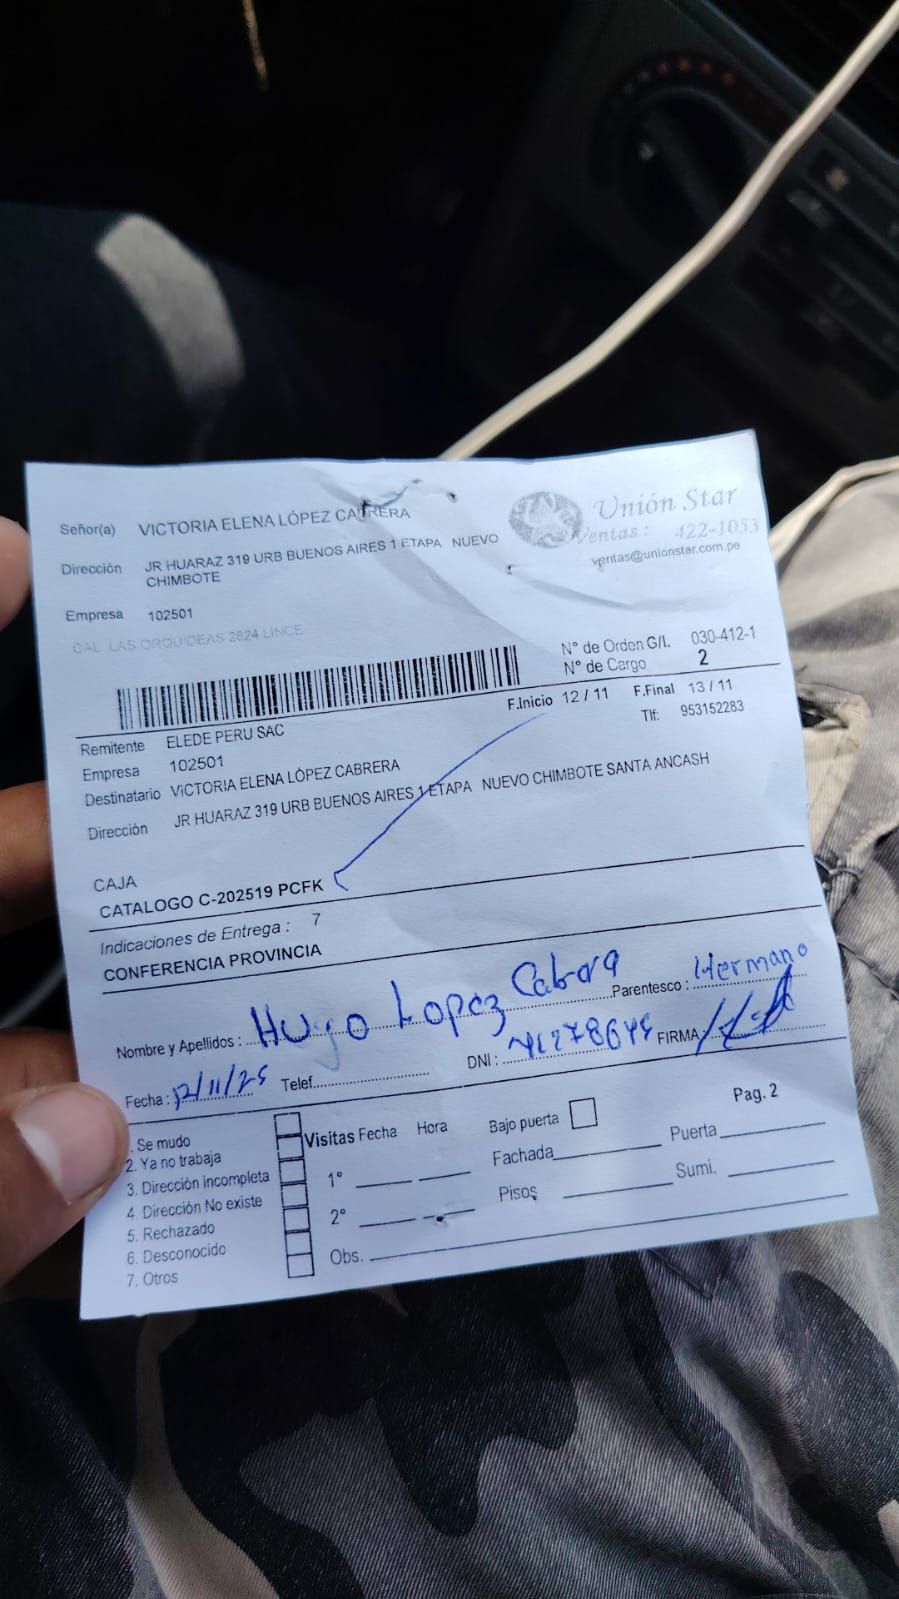 Señor(a) VICTORIA ELENA LÓPEZ CABRERA
Unión Star
Ventas: 422-1053
ventas@unionstar.com.pe
Dirección JR HUARAZ 319 URB BUENOS AIRES 1 ETAPA NUEVO
CHIMBOTE
Empresa 102501
CAL LAS ORQUIDEAS 2824 LINCE
N° de Orden G/L. 030-412-1
N° de Cargo 2
F.Inicio 12 / 11 F.Final 13 / 11
Tlf: 953152283
Remitente ELEDE PERU SAC
Empresa 102501
Destinatario VICTORIA ELENA LÓPEZ CABRERA
Dirección JR HUARAZ 319 URB BUENOS AIRES 1 ETAPA NUEVO CHIMBOTE SANTA ANCASH
CAJA
CATALOGO C-202519 PCFK
Indicaciones de Entrega : 7
CONFERENCIA PROVINCIA
Nombre y Apellidos : Hugo Lopez Cabrera Parentesco : Hermano
Fecha : 12/11/25 Telef. DNI : FIRMA
Pag. 2
1. Se mudo
2. Ya no trabaja
3. Dirección incompleta
4. Dirección No existe
5. Rechazado
6. Desconocido
7. Otros
Visitas Fecha Hora
1°
2°
Obs.
Bajo puerta
Fachada Puerta
Pisos Sumi.